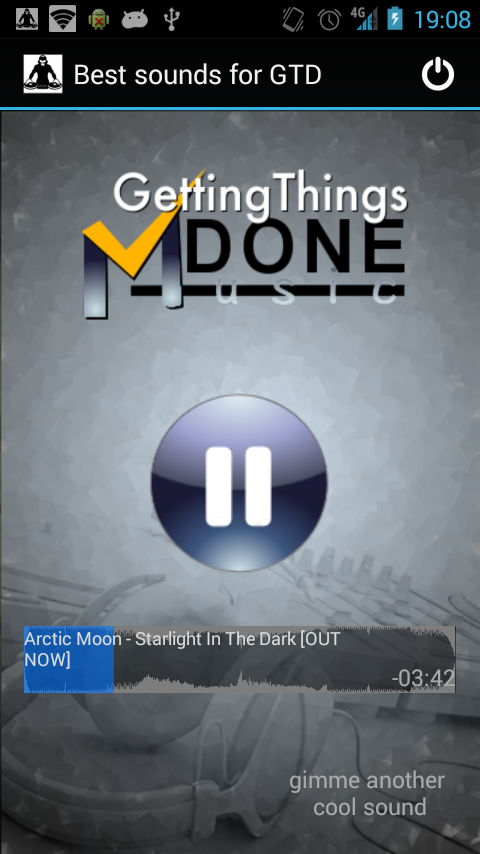 4G
19:08
Best sounds for GTD
GettingThings
DONE
Music
Arctic Moon - Starlight In The Dark [OUT
NOW]
-03:42
gimme another
cool sound